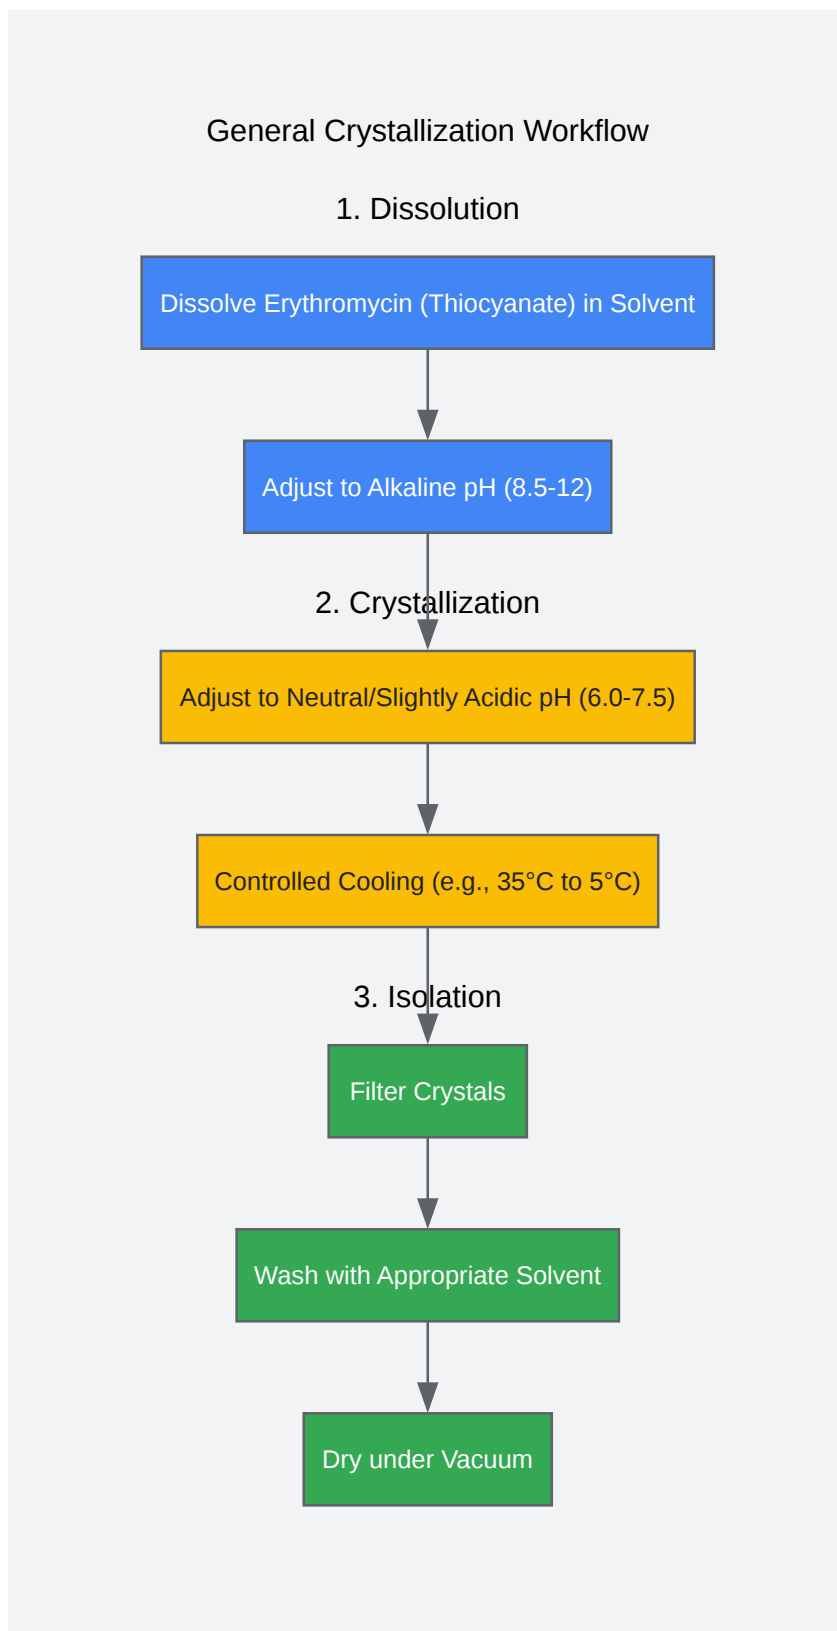 General Crystallization Workflow
1. Dissolution
Dissolve Erythromycin (Thiocyanate) in Solvent
Adjust to Alkaline pH (8.5-12)
2. Crystallization
Adjust to Neutral/Slightly Acidic pH (6.0-7.5)
Controlled Cooling (e.g., 35°C to 5°C)
3. Isolation
Filter Crystals
Wash with Appropriate Solvent
Dry under Vacuum